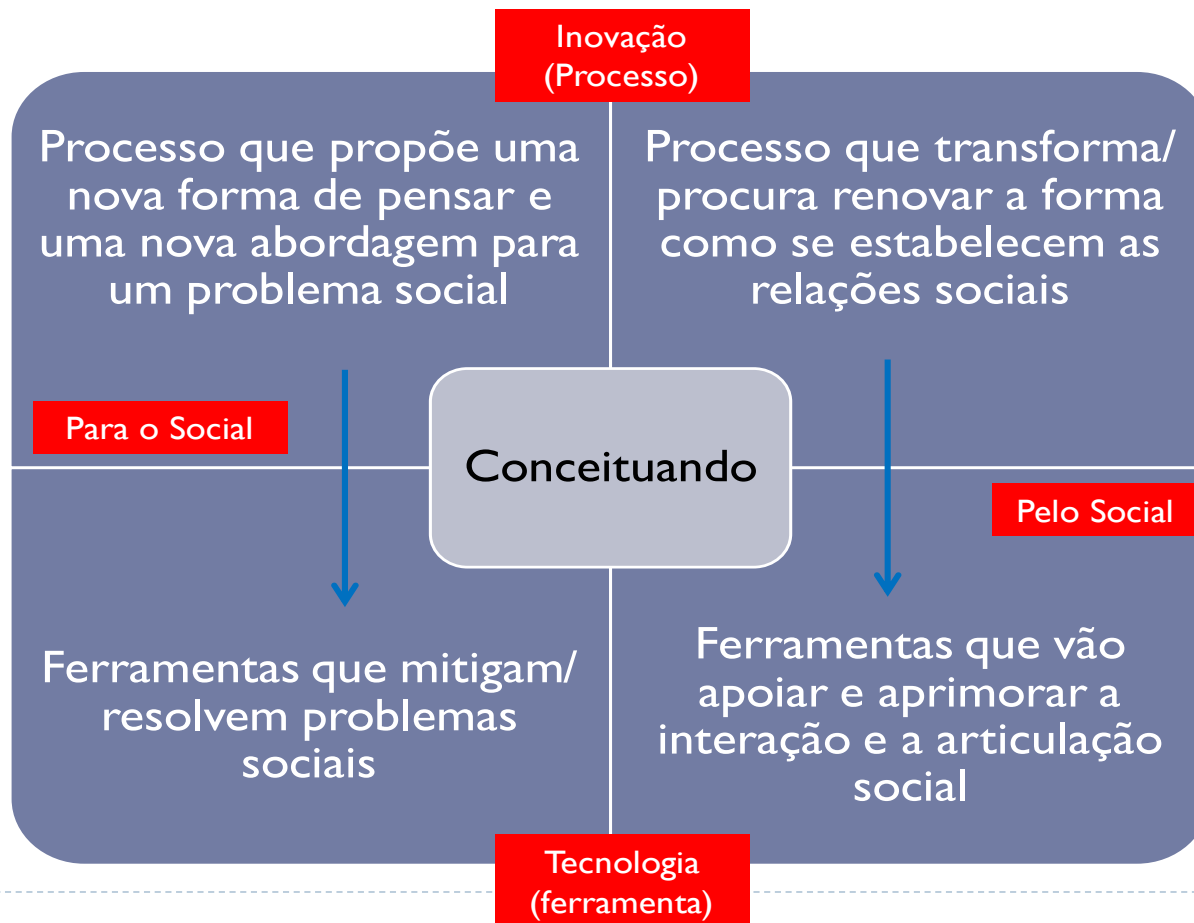 Inovação
(Processo)
Processo que propõe uma
nova forma de pensar e
uma nova abordagem para
um problema social
Processo que transforma/
procura renovar a forma
como se estabelecem as
relações sociais
Para o Social
Conceituando
Pelo Social
Ferramentas que mitigam/
resolvem problemas
sociais
Ferramentas que vão
apoiar e aprimorar a
interação e a articulação
social
Tecnologia
(ferramenta)